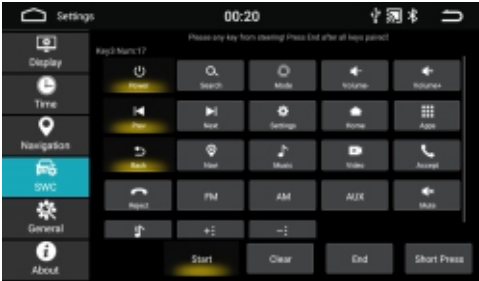 Settings 00:20
Please any key from steering! Press End after all keys paired!
Key3 Num:17
Display
Power Search Mode Volume- Volume+
Time
Prev Next Settings Home Apps
Navigation
Back Navi Music Video Accept
SWC
Reject FM AM AUX Mute
General
About
Start Clear End Short Press